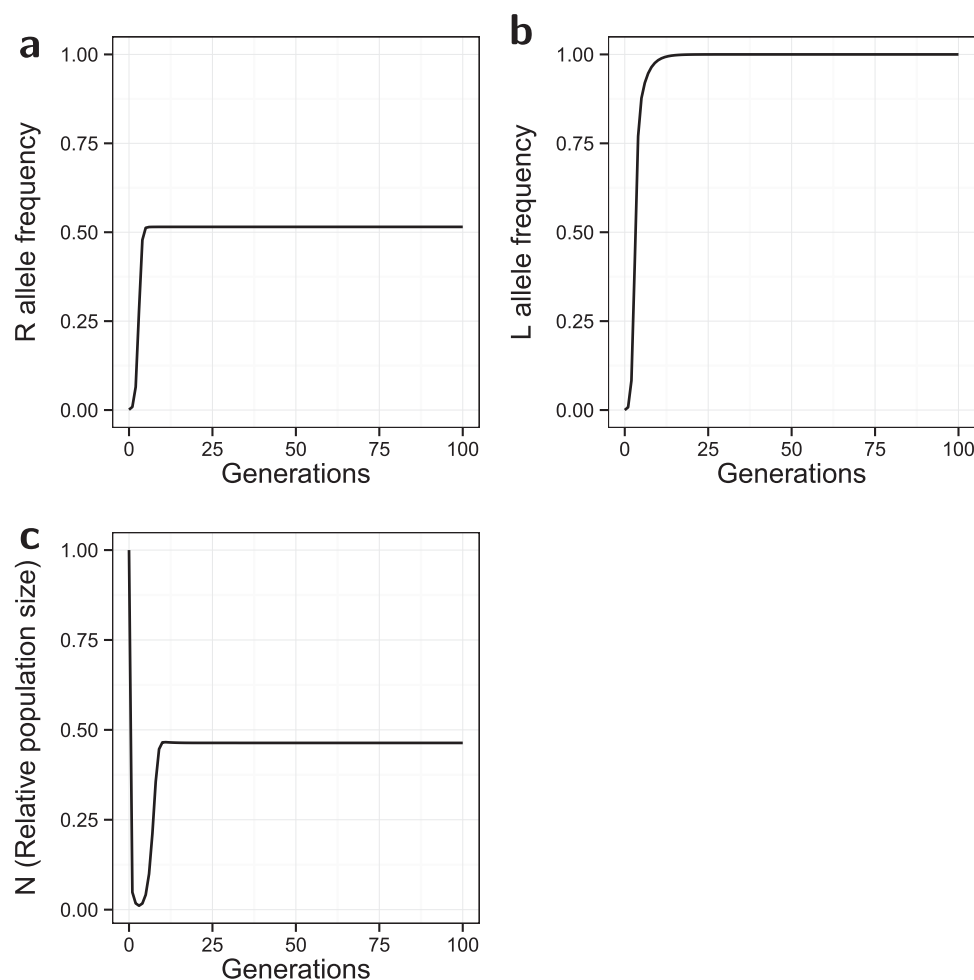 a
R allele frequency
1.00
0.75
0.50
0.25
0.00
0 25 50 75 100
Generations
b
L allele frequency
1.00
0.75
0.50
0.25
0.00
0 25 50 75 100
Generations
c
N (Relative population size)
1.00
0.75
0.50
0.25
0.00
0 25 50 75 100
Generations